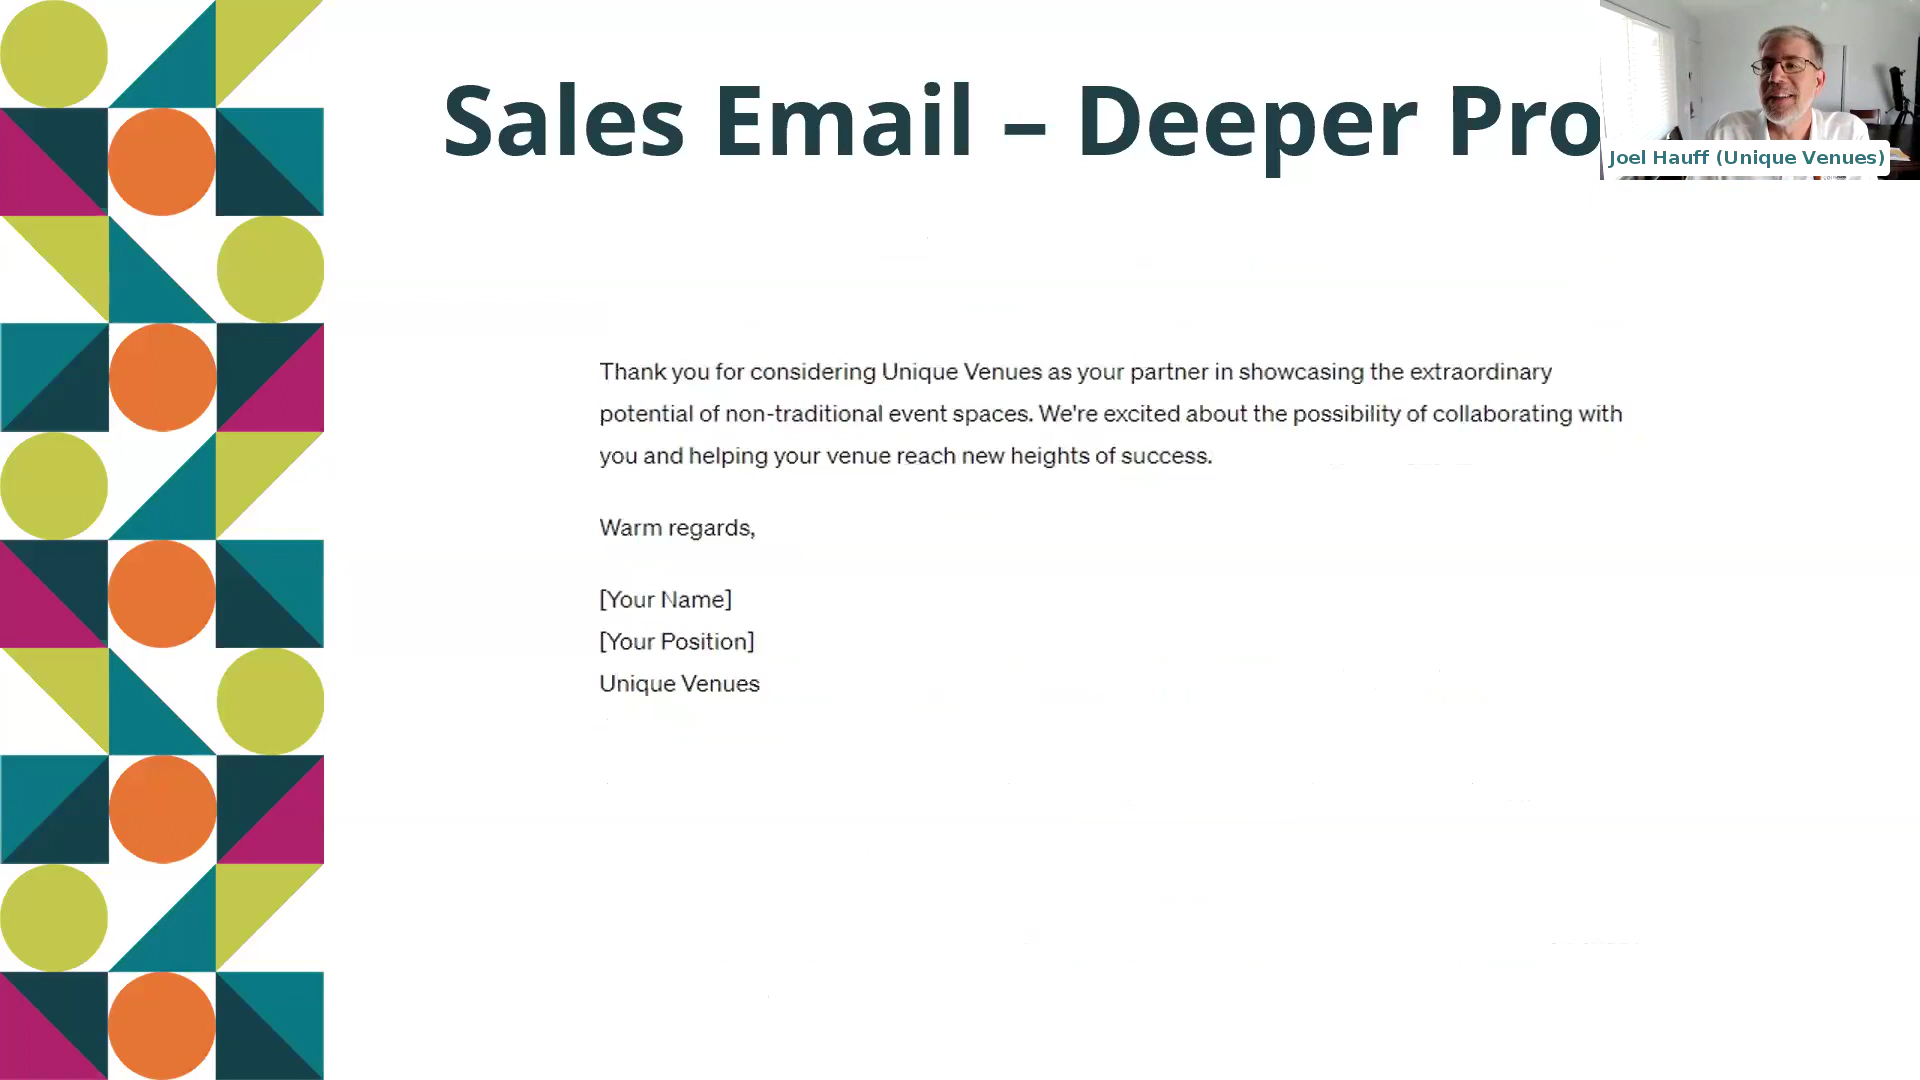 Sales Email – Deeper Pro
Joel Hauff (Unique Venues)
Thank you for considering Unique Venues as your partner in showcasing the extraordinary
potential of non-traditional event spaces. We're excited about the possibility of collaborating with
you and helping your venue reach new heights of success.
Warm regards,
[Your Name]
[Your Position]
Unique Venues